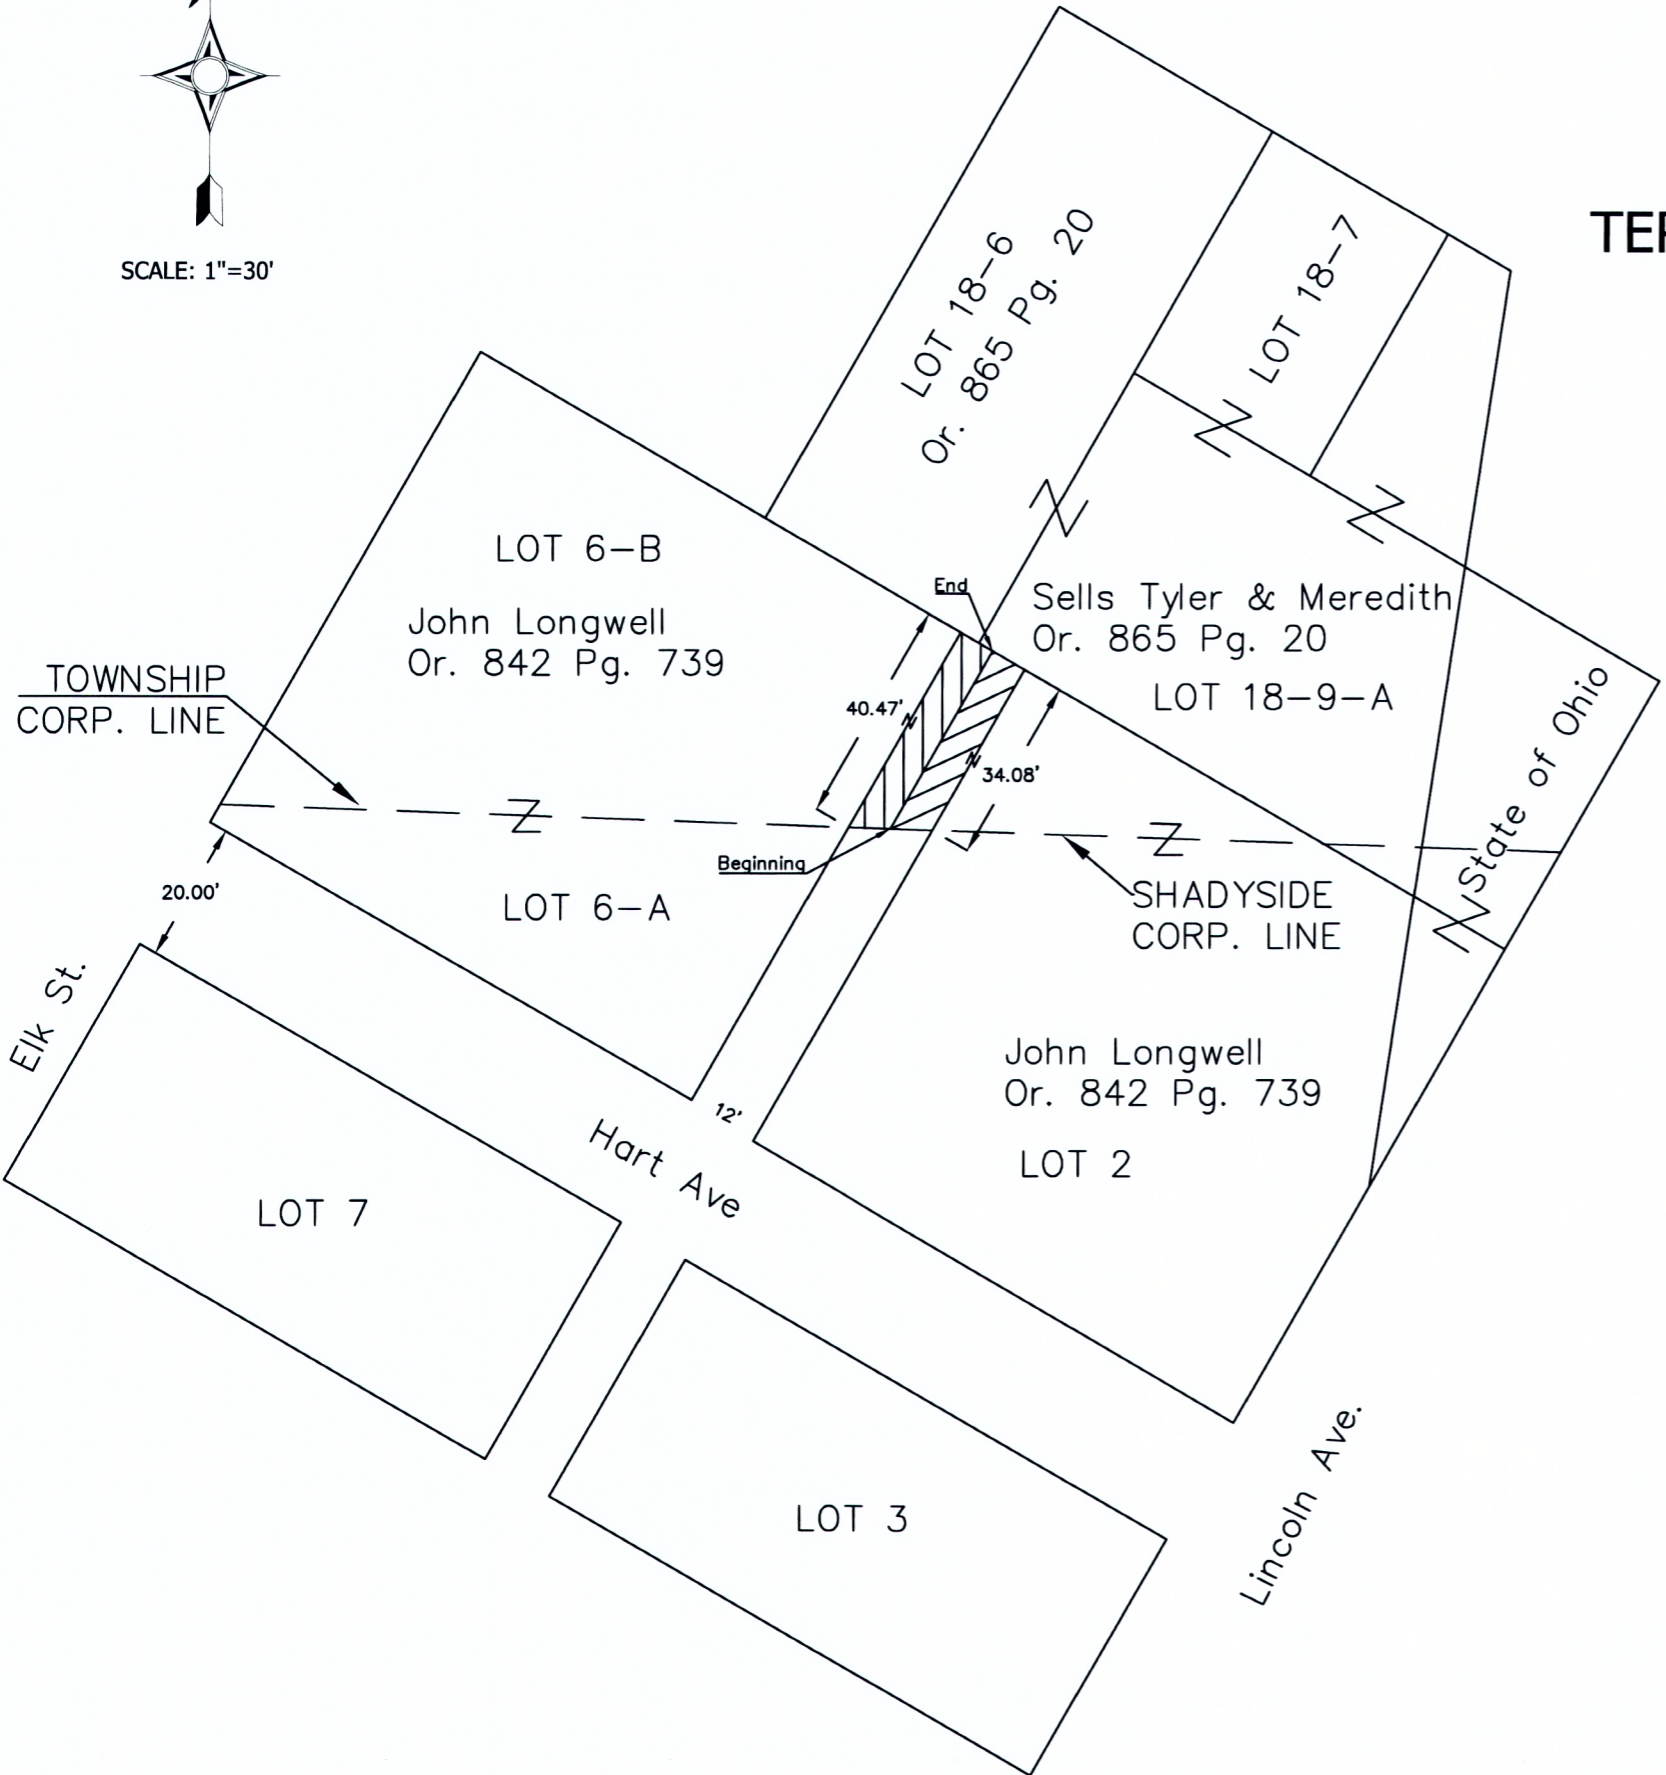 SCALE: 1"=30'
LOT 18-6
Or. 865 Pg. 20
LOT 18-7
LOT 6-B
John Longwell
Or. 842 Pg. 739
End
Sells Tyler & Meredith
Or. 865 Pg. 20
LOT 18-9-A
State of Ohio
TOWNSHIP
CORP. LINE
40.47'
34.08'
Beginning
SHADYSIDE
CORP. LINE
20.00'
LOT 6-A
Elk St.
John Longwell
Or. 842 Pg. 739
LOT 2
12'
Hart Ave
LOT 7
LOT 3
Lincoln Ave.